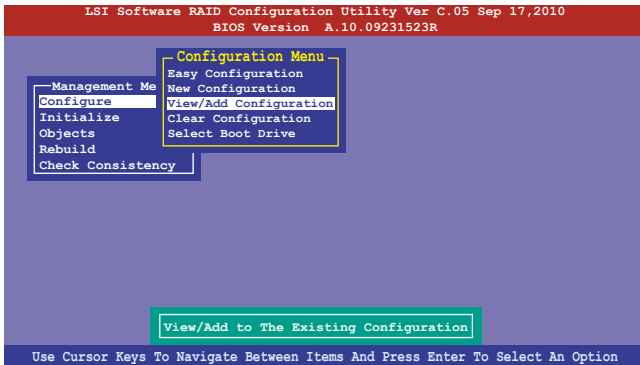 LSI Software RAID Configuration Utility Ver C.05 Sep 17,2010
BIOS Version A.10.09231523R
Management Me
Configure
Initialize
Objects
Rebuild
Check Consistency
Configuration Menu
Easy Configuration
New Configuration
View/Add Configuration
Clear Configuration
Select Boot Drive
View/Add to The Existing Configuration
Use Cursor Keys To Navigate Between Items And Press Enter To Select An Option